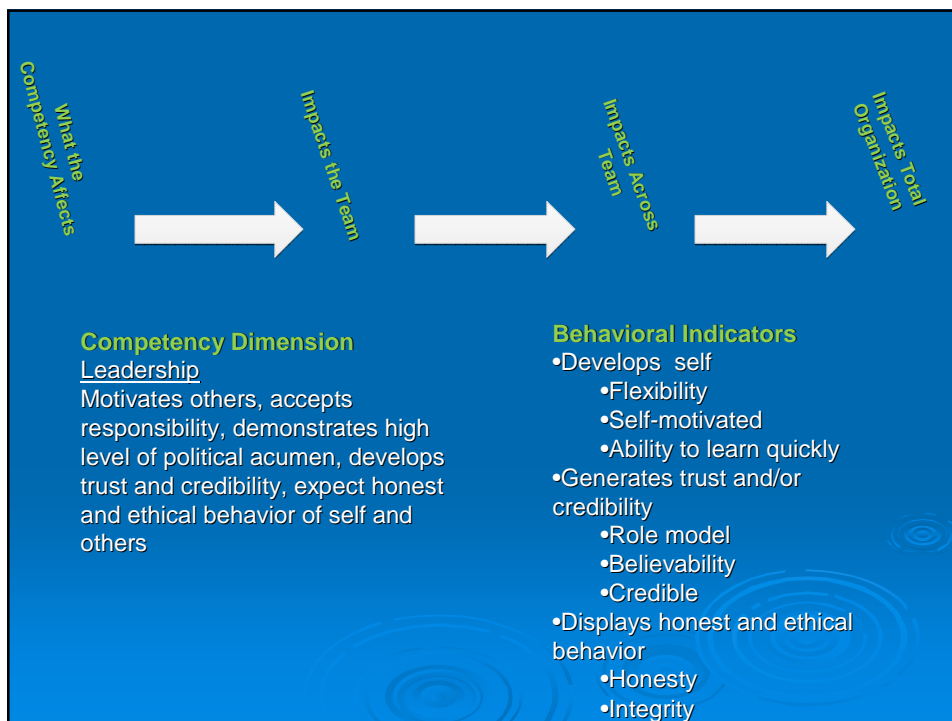 What the
Competency Affects
Impacts the Team
Impacts Across
Team
Impacts Total
Organization
Competency Dimension
Leadership
Motivates others, accepts
responsibility, demonstrates high
level of political acumen, develops
trust and credibility, expect honest
and ethical behavior of self and
others
Behavioral Indicators
•Develops self
•Flexibility
•Self-motivated
•Ability to learn quickly
•Generates trust and/or
credibility
•Role model
•Believability
•Credible
•Displays honest and ethical
behavior
•Honesty
•Integrity